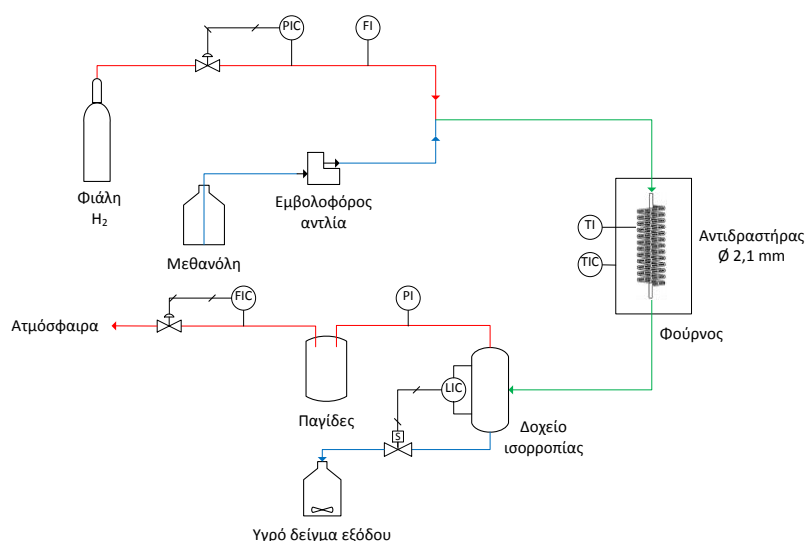 PIC
FI
Φιάλη
H₂
Εμβολοφόρος
αντλία
Μεθανόλη
TI
TIC
Αντιδραστήρας
Ø 2,1 mm
Φούρνος
Ατμόσφαιρα
FIC
PI
Παγίδες
LIC
S
Δοχείο
ισορροπίας
Υγρό δείγμα εξόδου